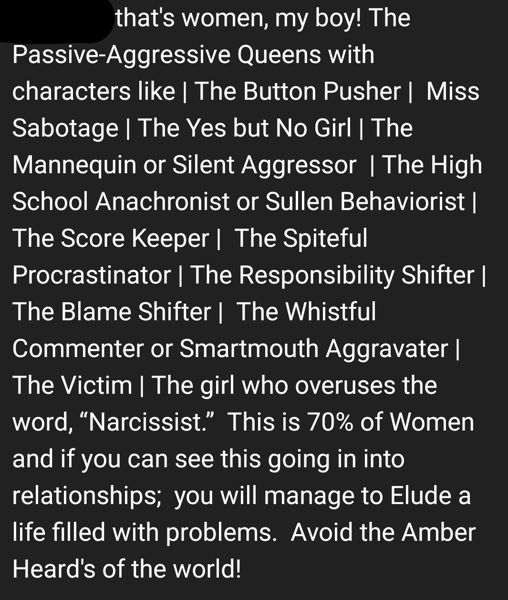 that's women, my boy! The
Passive-Aggressive Queens with
characters like | The Button Pusher |  Miss
Sabotage | The Yes but No Girl | The
Mannequin or Silent Aggressor  | The High
School Anachronist or Sullen Behaviorist |
The Score Keeper |  The Spiteful
Procrastinator | The Responsibility Shifter |
The Blame Shifter |  The Whistful
Commenter or Smartmouth Aggravater |
The Victim | The girl who overuses the
word, “Narcissist.”  This is 70% of Women
and if you can see this going in into
relationships;  you will manage to Elude a
life filled with problems.  Avoid the Amber
Heard's of the world!